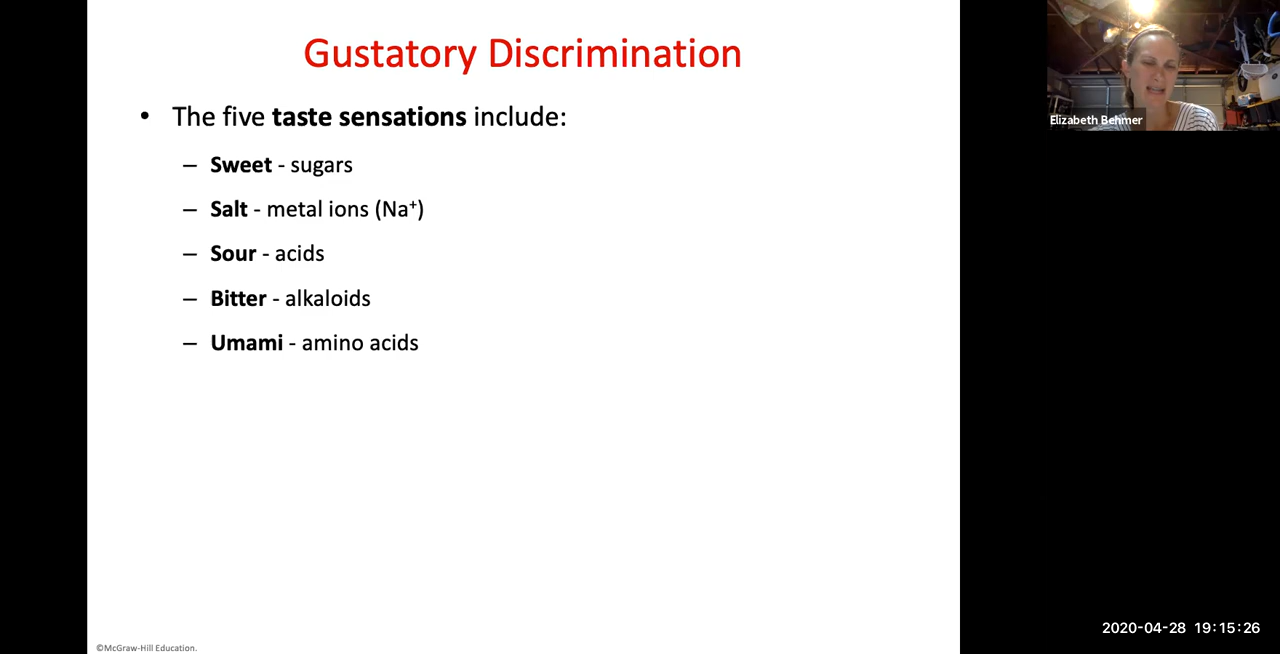 Gustatory Discrimination
• The five taste sensations include:
– Sweet - sugars
– Salt - metal ions (Na⁺)
– Sour - acids
– Bitter - alkaloids
– Umami - amino acids
©McGraw-Hill Education.
Elizabeth Behmer
2020-04-28 19:15:26